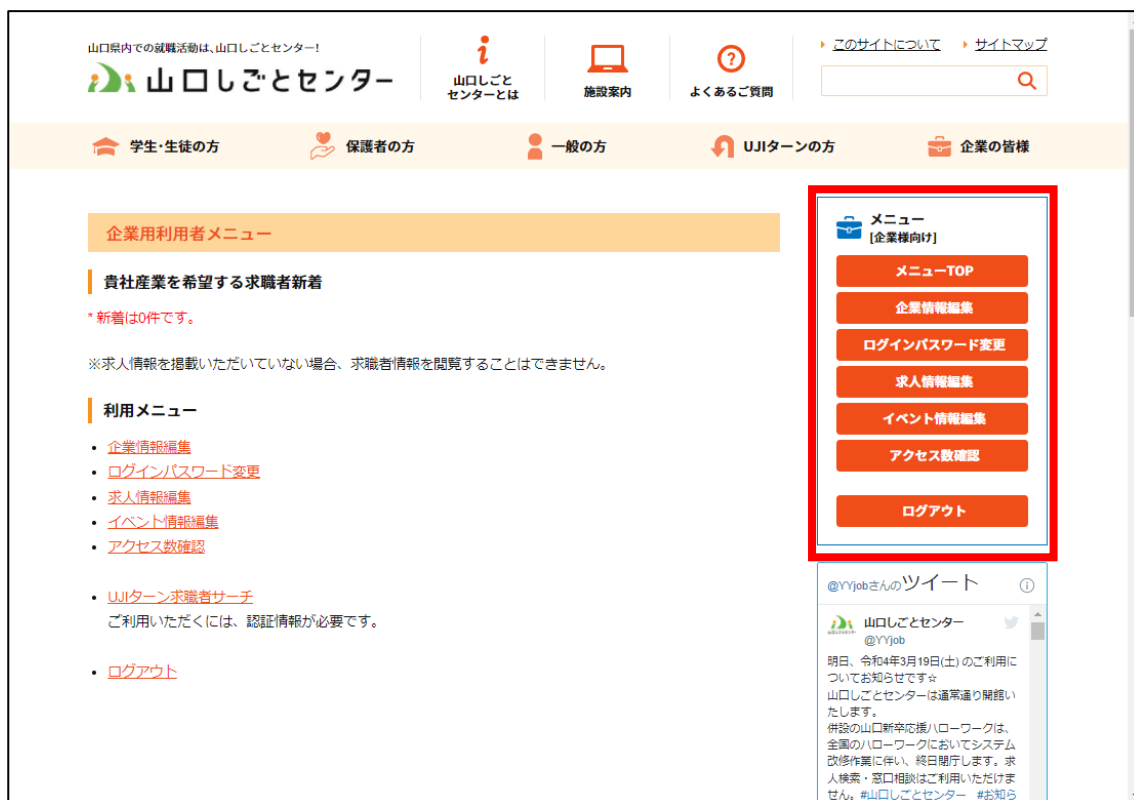 山口県内での就職活動は、山口しごとセンター!
山口しごとセンター
山口しごと
センターとは
施設案内
よくあるご質問
このサイトについて
サイトマップ
学生・生徒の方
保護者の方
一般の方
UJIターンの方
企業の皆様
企業用利用者メニュー
貴社産業を希望する求職者新着
* 新着は0件です。
※求人情報を掲載いただいていない場合、求職者情報を閲覧することはできません。
利用メニュー
• 企業情報編集
• ログインパスワード変更
• 求人情報編集
• イベント情報編集
• アクセス数確認
• UJIターン求職者サーチ
ご利用いただくには、認証情報が必要です。
• ログアウト
メニュー
[企業様向け]
メニューTOP
企業情報編集
ログインパスワード変更
求人情報編集
イベント情報編集
アクセス数確認
ログアウト
@YYjobさんのツイート
山口しごとセンター
@YYjob
明日、令和4年3月19日(土) のご利用に
ついてお知らせです☆
山口しごとセンターは通常通り開館い
たします。
併設の山口新卒応援ハローワークは、
全国のハローワークにおいてシステム
改修作業に伴い、終日閉庁します。求
人検索・窓口相談はご利用いただけま
せん。#山口しごとセンター #お知ら